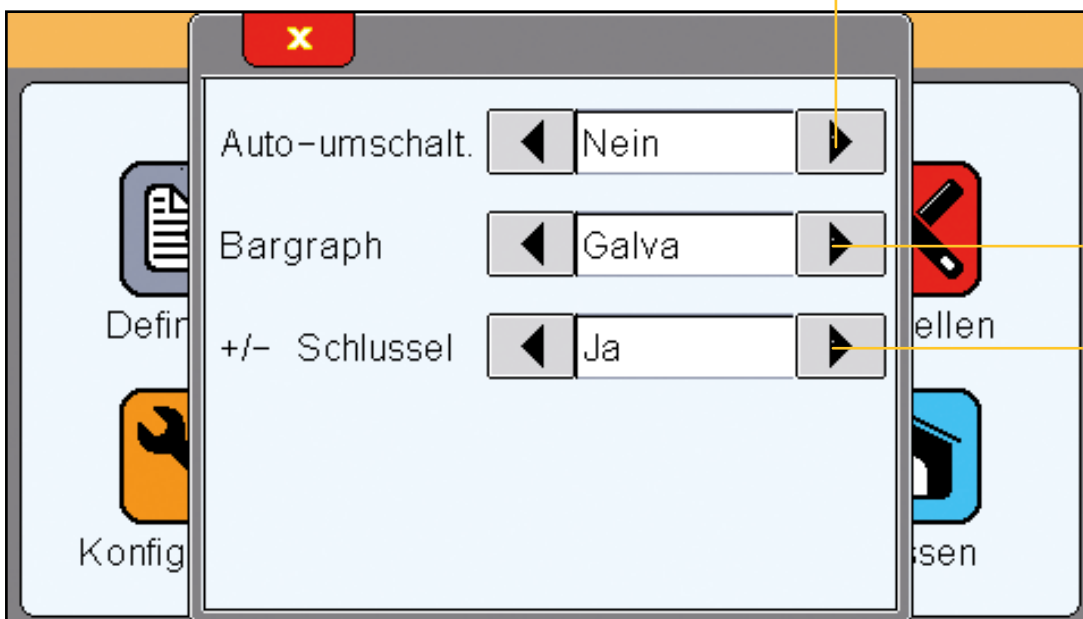 x
Auto-umschalt. Nein
Bargraph Galva
+/- Schlussel Ja
Defin
ellen
Konfig
ssen